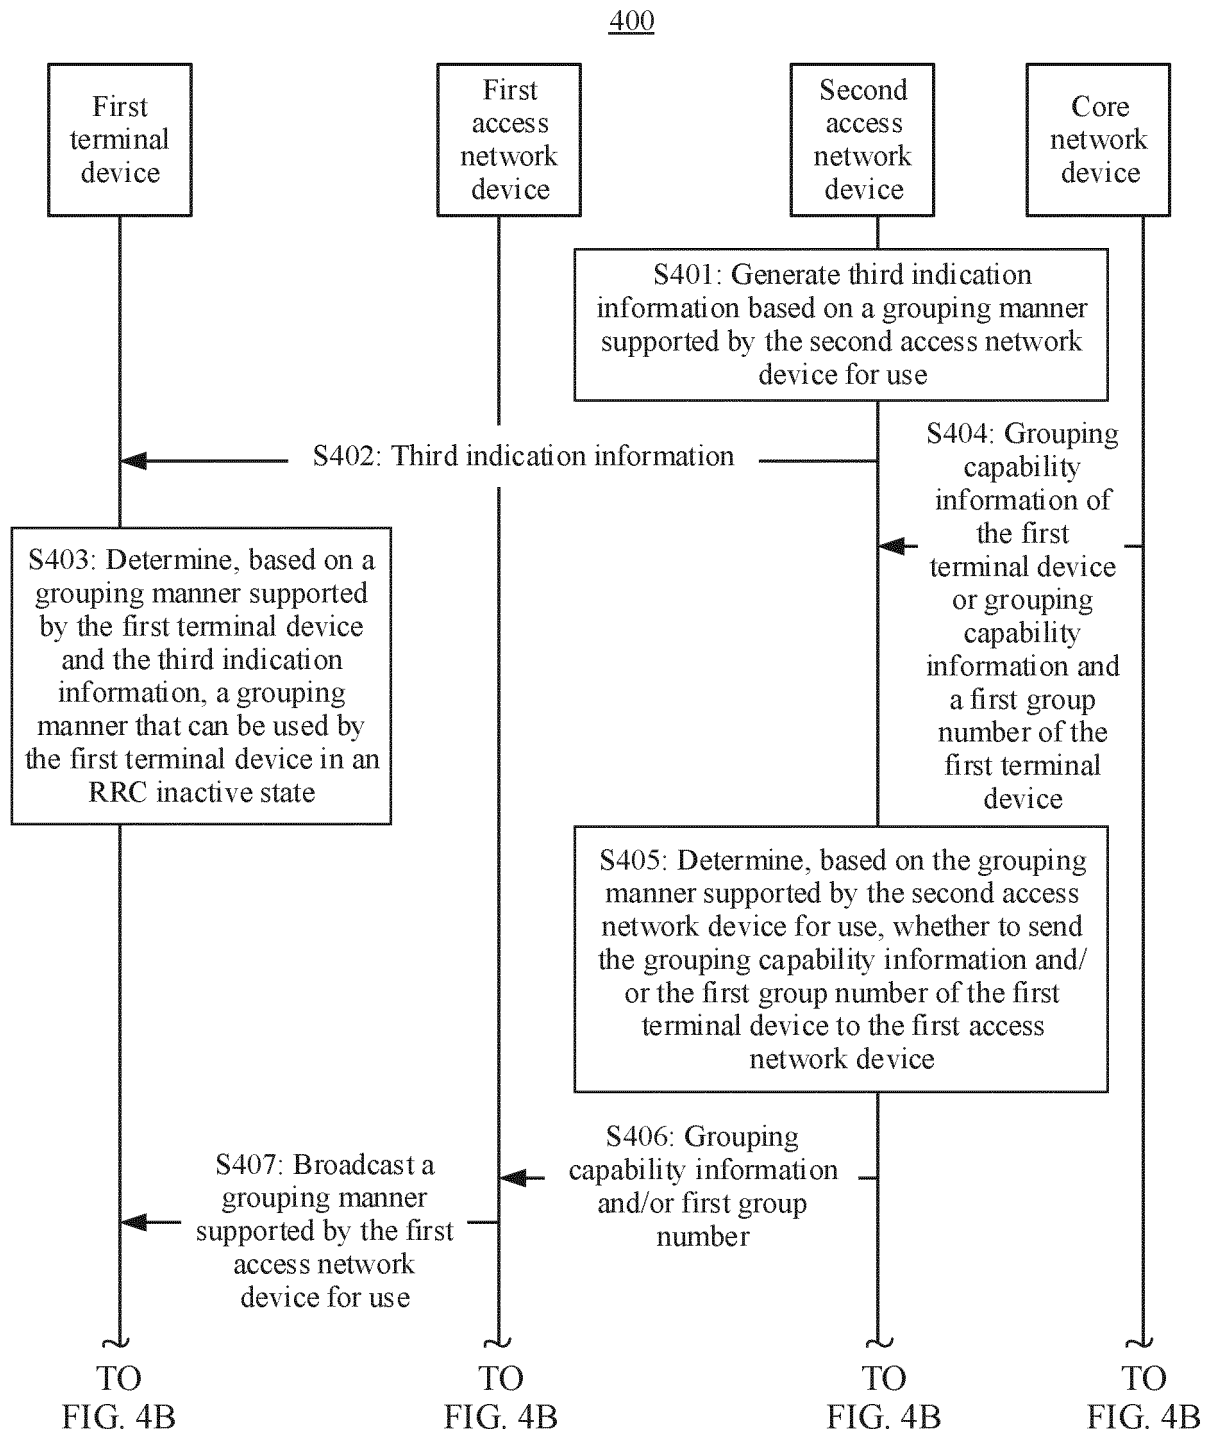 400
First
terminal
device
First
access
network
device
Second
access
network
device
Core
network
device
S401: Generate third indication
information based on a grouping manner
supported by the second access network
device for use
S402: Third indication information
S404: Grouping
capability
information of
the first
terminal device
or grouping
capability
information and
a first group
number of the
first terminal
device
S403: Determine, based on a
grouping manner supported
by the first terminal device
and the third indication
information, a grouping
manner that can be used by
the first terminal device in an
RRC inactive state
S405: Determine, based on the grouping
manner supported by the second access
network device for use, whether to send
the grouping capability information and/
or the first group number of the first
terminal device to the first access
network device
S406: Grouping
capability information
and/or first group
number
S407: Broadcast a
grouping manner
supported by the first
access network
device for use
TO
FIG. 4B
TO
FIG. 4B
TO
FIG. 4B
TO
FIG. 4B